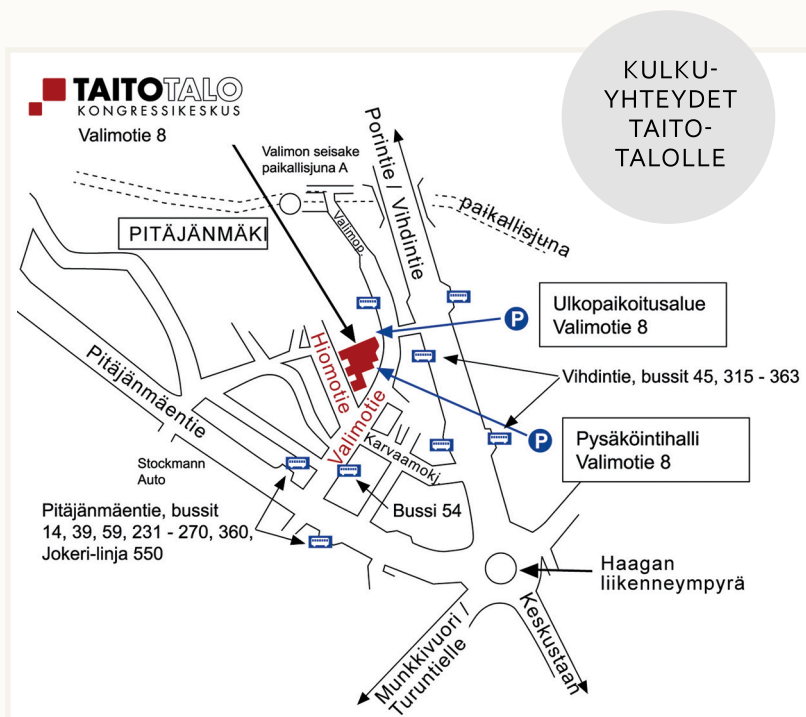 KULKU-
YHTEYDET
TAITO-
TALOLLE
TAITOTALO
KONGRESSIKESKUS
Valimotie 8
Valimon seisake
paikallisjuna A
Porintie / Vihdintie
paikallisjuna
Valimop.
PITÄJÄNMÄKI
P
Ulkopaikoitusalue
Valimotie 8
Hiomotie
Pitäjänmäentie
Vihdintie, bussit 45, 315 - 363
Valimotie
Karvaamokj
P
Pysäköintihalli
Valimotie 8
Stockmann
Auto
Pitäjänmäentie, bussit
14, 39, 59, 231 - 270, 360,
Jokeri-linja 550
Bussi 54
Haagan
liikenneympyrä
Munkkivuori /
Turuntielle
Keskustaan